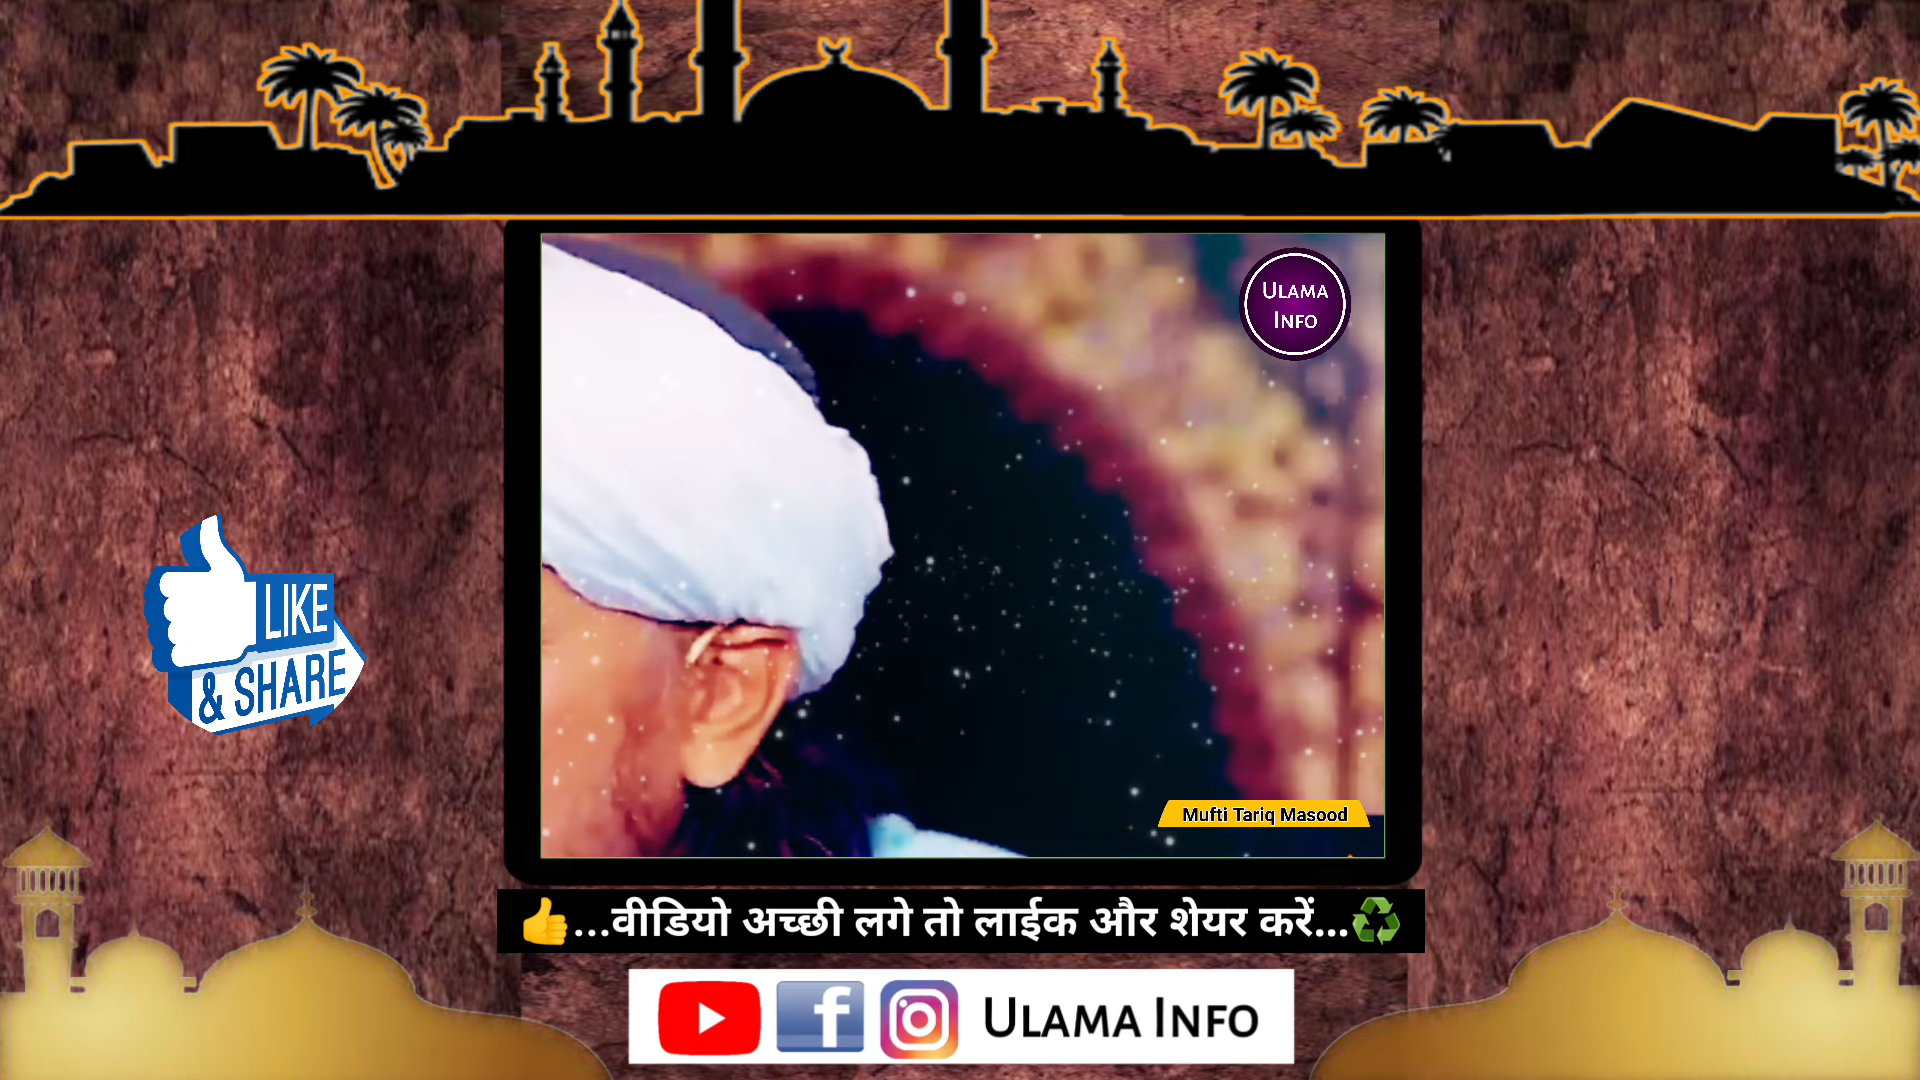 ULAMA
INFO
LIKE
& SHARE
Mufti Tariq Masood
👍...वीडियो अच्छी लगे तो लाईक और शेयर करें...♻
ULAMA INFO